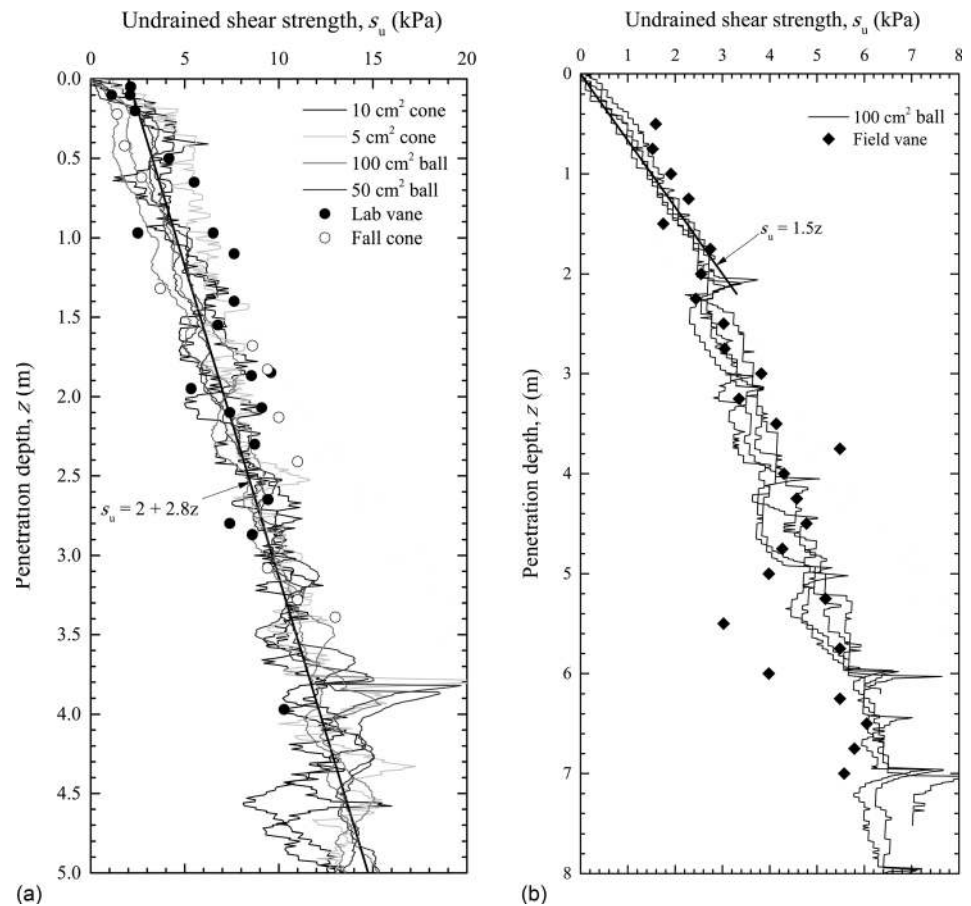 Undrained shear strength, su (kPa)
0 5 10 15 20
0.0
0.5
1.0
1.5
2.0
2.5
3.0
3.5
4.0
4.5
5.0
Penetration depth, z (m)
10 cm² cone
5 cm² cone
100 cm² ball
50 cm² ball
Lab vane
Fall cone
su = 2 + 2.8z
(a)
Undrained shear strength, su (kPa)
0 1 2 3 4 5 6 7 8
0
1
2
3
4
5
6
7
8
Penetration depth, z (m)
100 cm² ball
Field vane
su = 1.5z
(b)